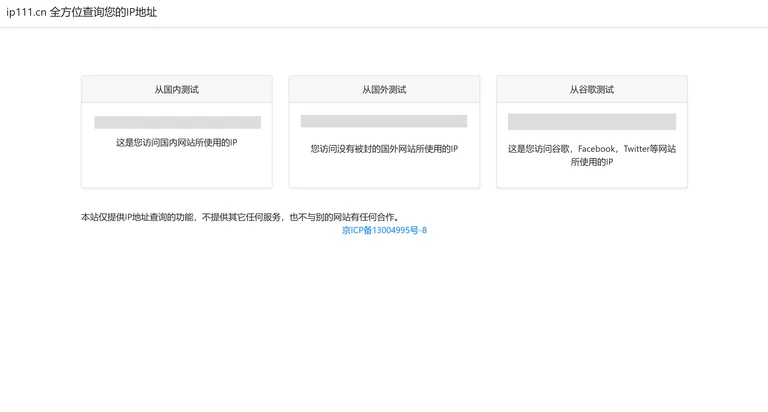 ip111.cn 全方位查询您的IP地址
从国内测试
这是您访问国内网站所使用的IP
从国外测试
您访问没有被封的国外网站所使用的IP
从谷歌测试
这是您访问谷歌，Facebook，Twitter等网站
所使用的IP
本站仅提供IP地址查询的功能，不提供其它任何服务，也不与别的网站有任何合作。
京ICP备13004995号-8